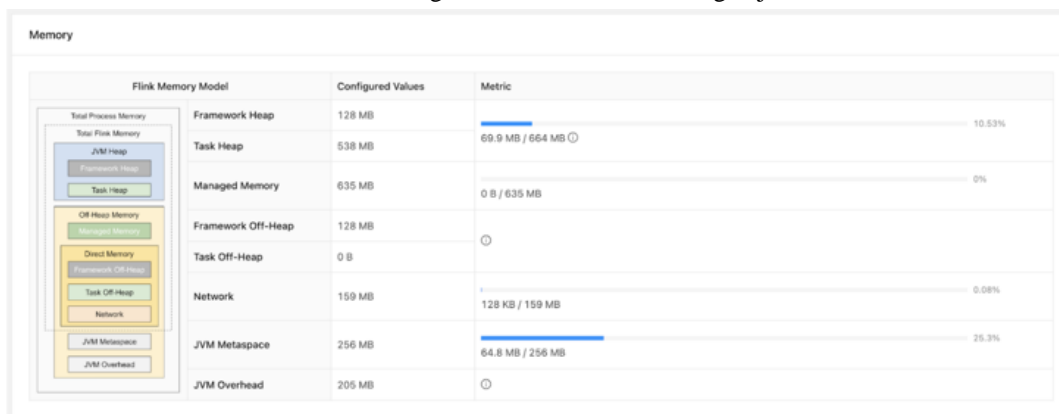 Memory
Flink Memory Model
Configured Values
Metric
Total Process Memory
Total Flink Memory
JVM Heap
Framework Heap
Task Heap
Off-Heap Memory
Managed Memory
Direct Memory
Framework Off-Heap
Task Off-Heap
Network
JVM Metaspace
JVM Overhead
Framework Heap
128 MB
10.53%
69.9 MB / 664 MB
Task Heap
538 MB
Managed Memory
635 MB
0%
0 B / 635 MB
Framework Off-Heap
128 MB
Task Off-Heap
0 B
Network
159 MB
0.08%
128 KB / 159 MB
JVM Metaspace
256 MB
25.3%
64.8 MB / 256 MB
JVM Overhead
205 MB